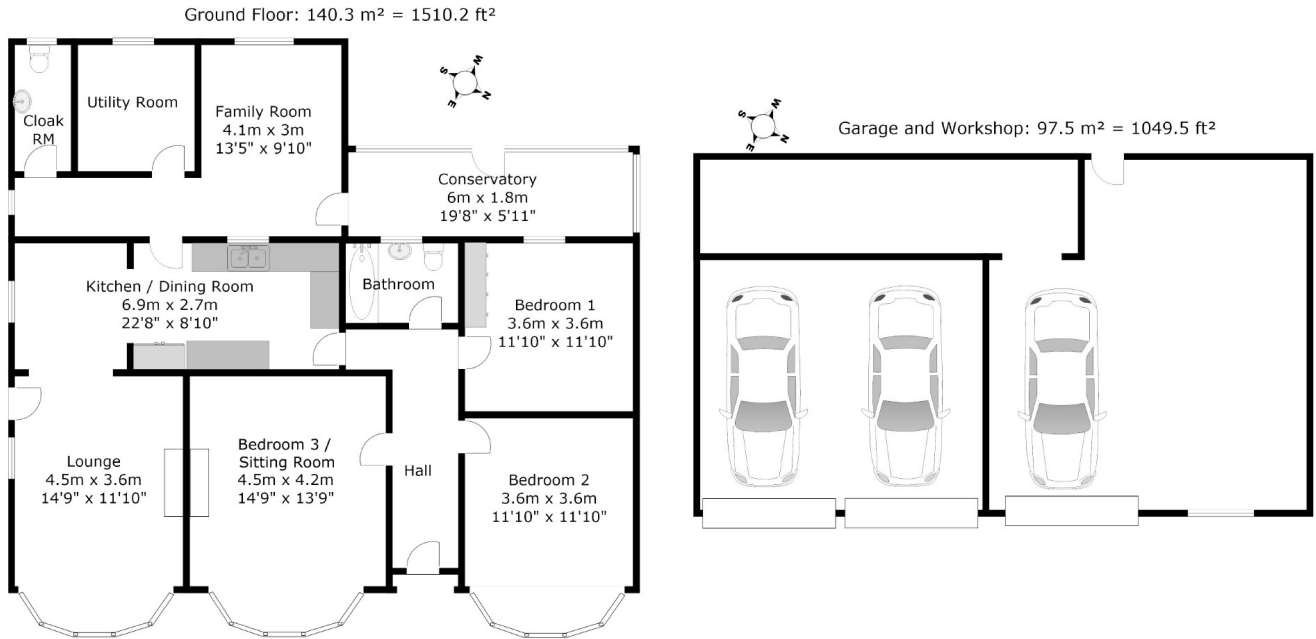 Ground Floor: 140.3 m² = 1510.2 ft²
Cloak
RM
Utility Room
Family Room
4.1m x 3m
13'5" x 9'10"
W
S
N
E
Conservatory
6m x 1.8m
19'8" x 5'11"
Kitchen / Dining Room
6.9m x 2.7m
22'8" x 8'10"
Bathroom
Bedroom 1
3.6m x 3.6m
11'10" x 11'10"
Lounge
4.5m x 3.6m
14'9" x 11'10"
Bedroom 3 /
Sitting Room
4.5m x 4.2m
14'9" x 13'9"
Hall
Bedroom 2
3.6m x 3.6m
11'10" x 11'10"
W
S
N
E
Garage and Workshop: 97.5 m² = 1049.5 ft²